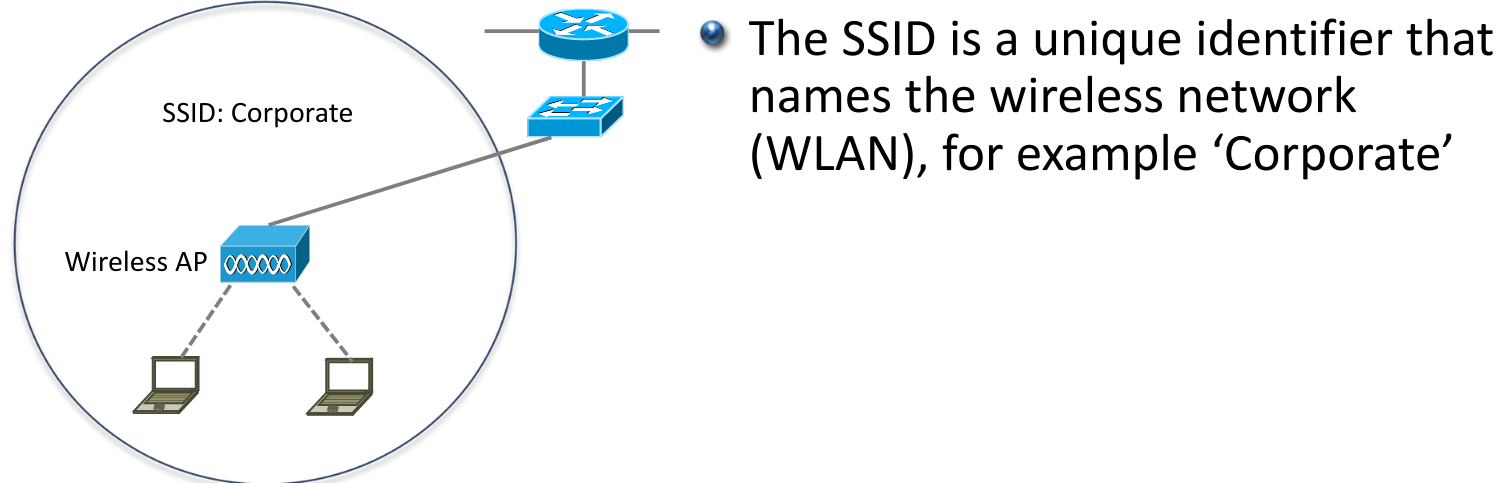 SSID: Corporate
Wireless AP
The SSID is a unique identifier that
names the wireless network
(WLAN), for example ‘Corporate’